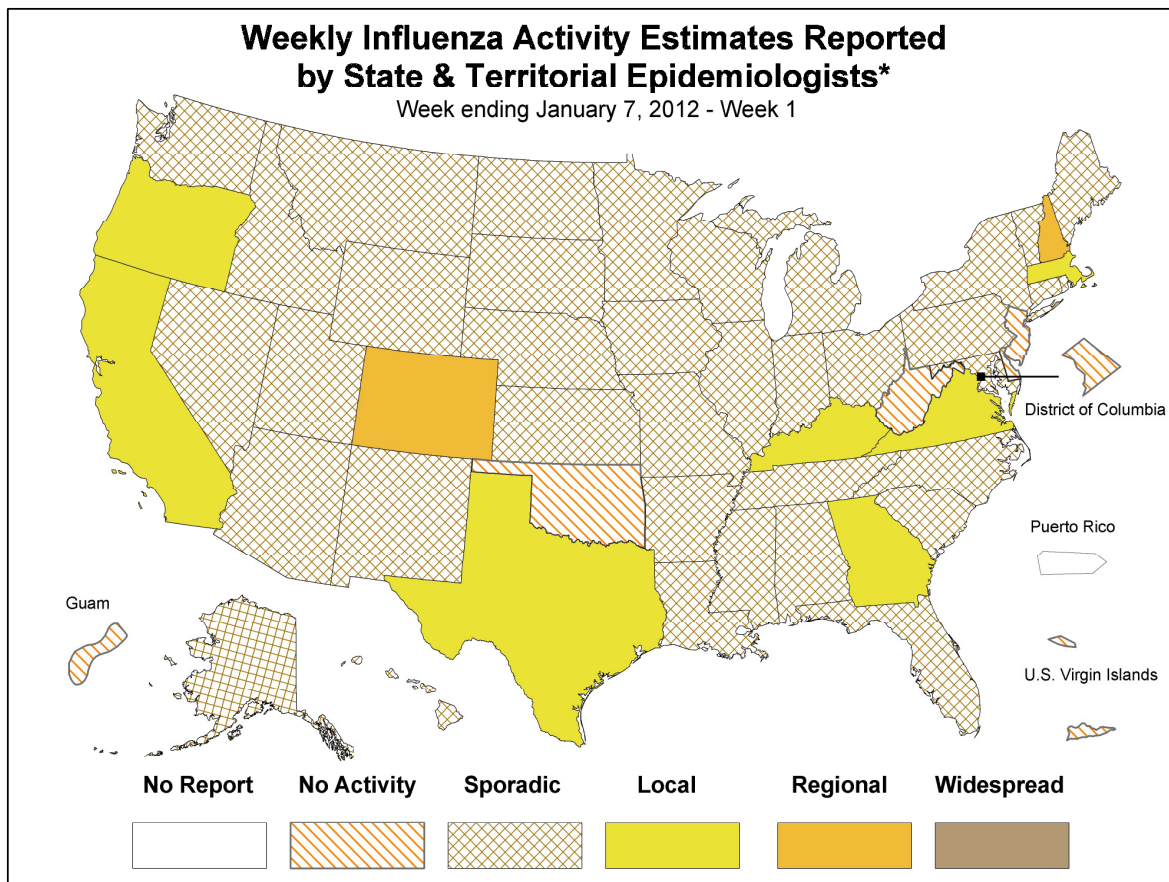 Weekly Influenza Activity Estimates Reported
by State & Territorial Epidemiologists*
Week ending January 7, 2012 - Week 1
District of Columbia
Puerto Rico
Guam
U.S. Virgin Islands
No Report No Activity Sporadic Local Regional Widespread